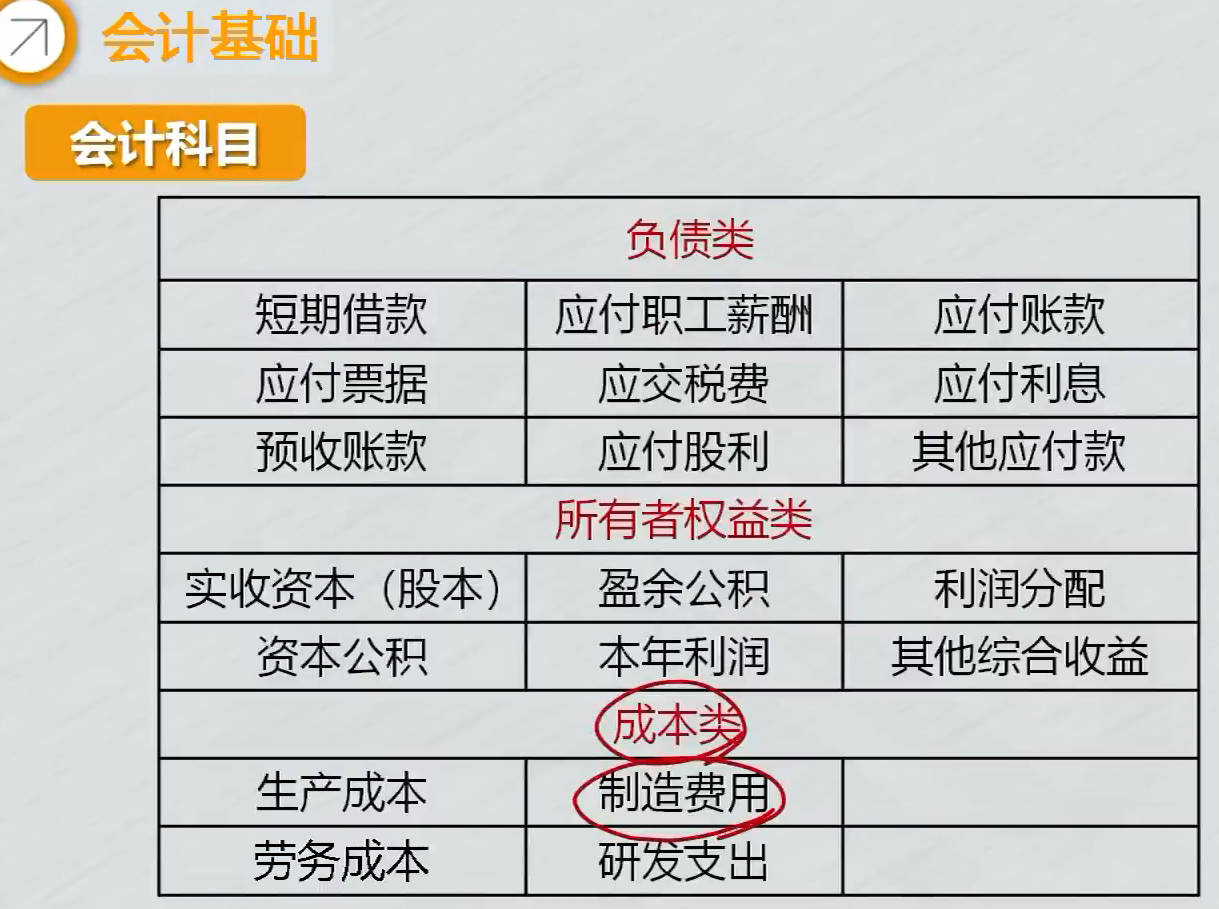 会计基础
会计科目
负债类
短期借款 应付职工薪酬 应付账款
应付票据 应交税费 应付利息
预收账款 应付股利 其他应付款
所有者权益类
实收资本（股本） 盈余公积 利润分配
资本公积 本年利润 其他综合收益
成本类
生产成本 制造费用
劳务成本 研发支出